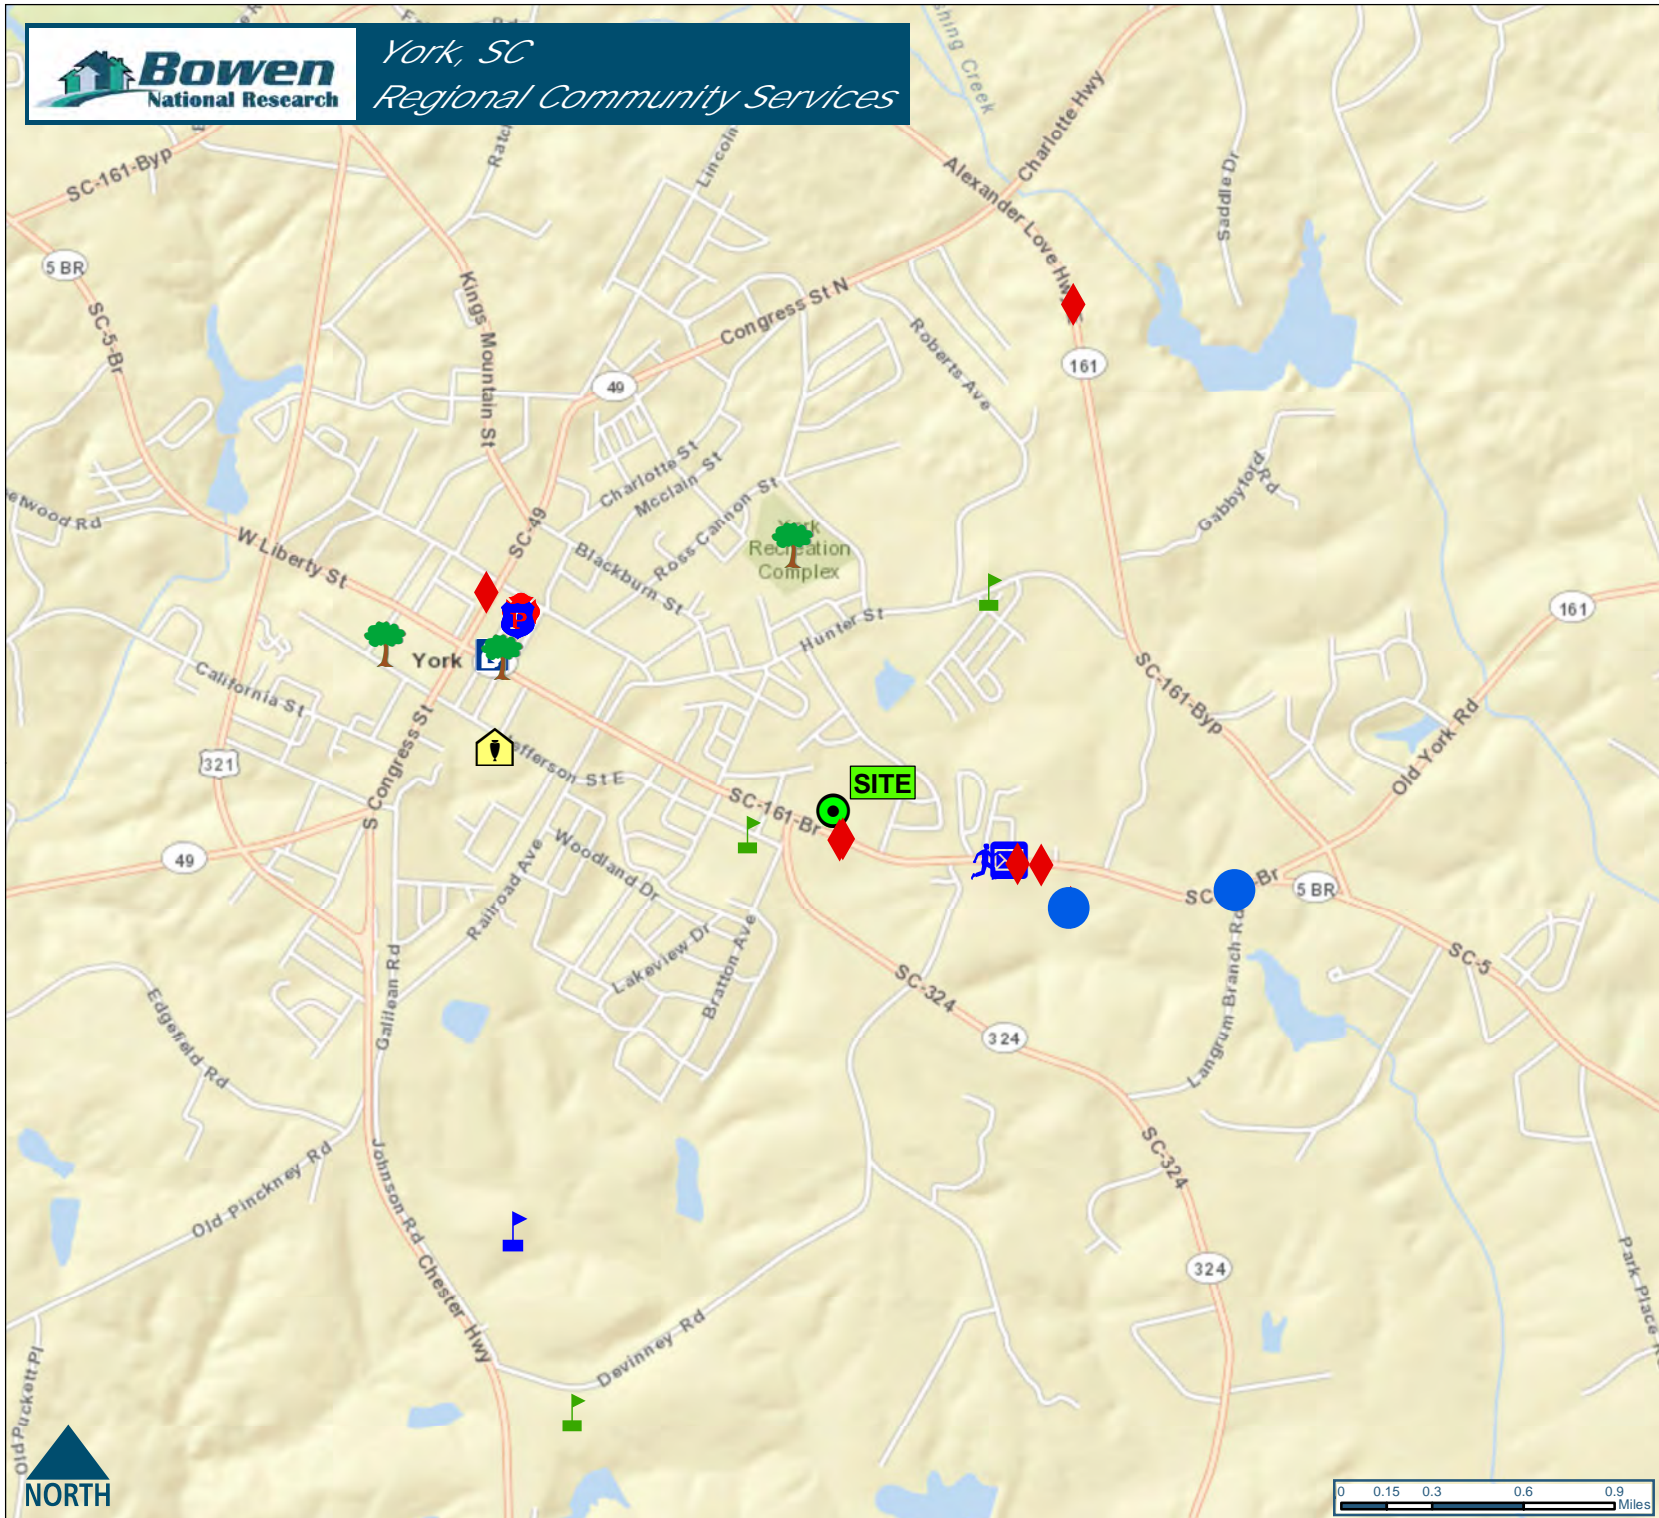 Bowen
National Research
York, SC
Regional Community Services
shing Creek
Charlotte Hwy
Alexander Love Hwy
Saddle Dr
Lincoln
SC-161-Byp
5 BR
SC-5-Br
Kings Mountain St
Congress St N
Roberts Ave
161
49
Charlotte St
Mcclain St
Ross Cannon St
Gabbyford Rd
etwood Rd
W Liberty St
SC-49
Blackburn St
York
Recreation
Complex
Hunter St
161
P
York
California St
SC-161-Byp
Old York Rd
321
S Congress St
Jefferson St E
SITE
SC-161-Br
49
Woodland Dr
Railroad Ave
5 BR
SC-5
Lakeview Dr
Bratton Ave
SC-324
Langrum Branch Rd
Galilean Rd
324
Edgefield Rd
SC-324
Old Pinckney Rd
Johnson Rd
Chester Hwy
324
Park Place
Devinney Rd
Old Puckett Pl
NORTH
0 0.15 0.3 0.6 0.9
Miles